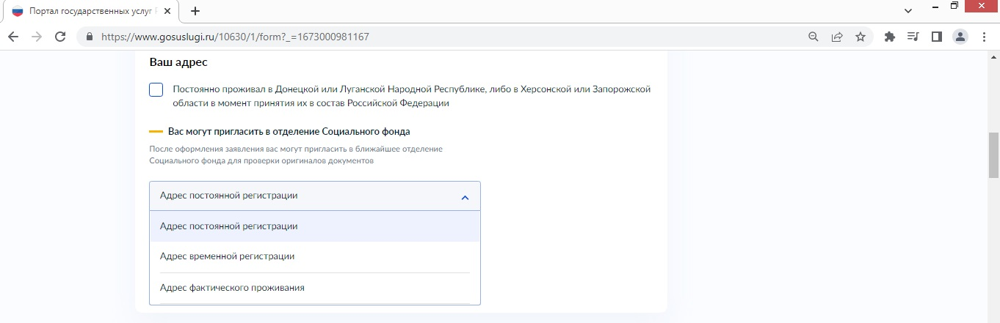 Портал государственных услуг
https://www.gosuslugi.ru/10630/1/form?_=1673000981167
Ваш адрес
Постоянно проживал в Донецкой или Луганской Народной Республике, либо в Херсонской или Запорожской
области в момент принятия их в состав Российской Федерации
Вас могут пригласить в отделение Социального фонда
После оформления заявления вас могут пригласить в ближайшее отделение
Социального фонда для проверки оригиналов документов
Адрес постоянной регистрации
Адрес постоянной регистрации
Адрес временной регистрации
Адрес фактического проживания